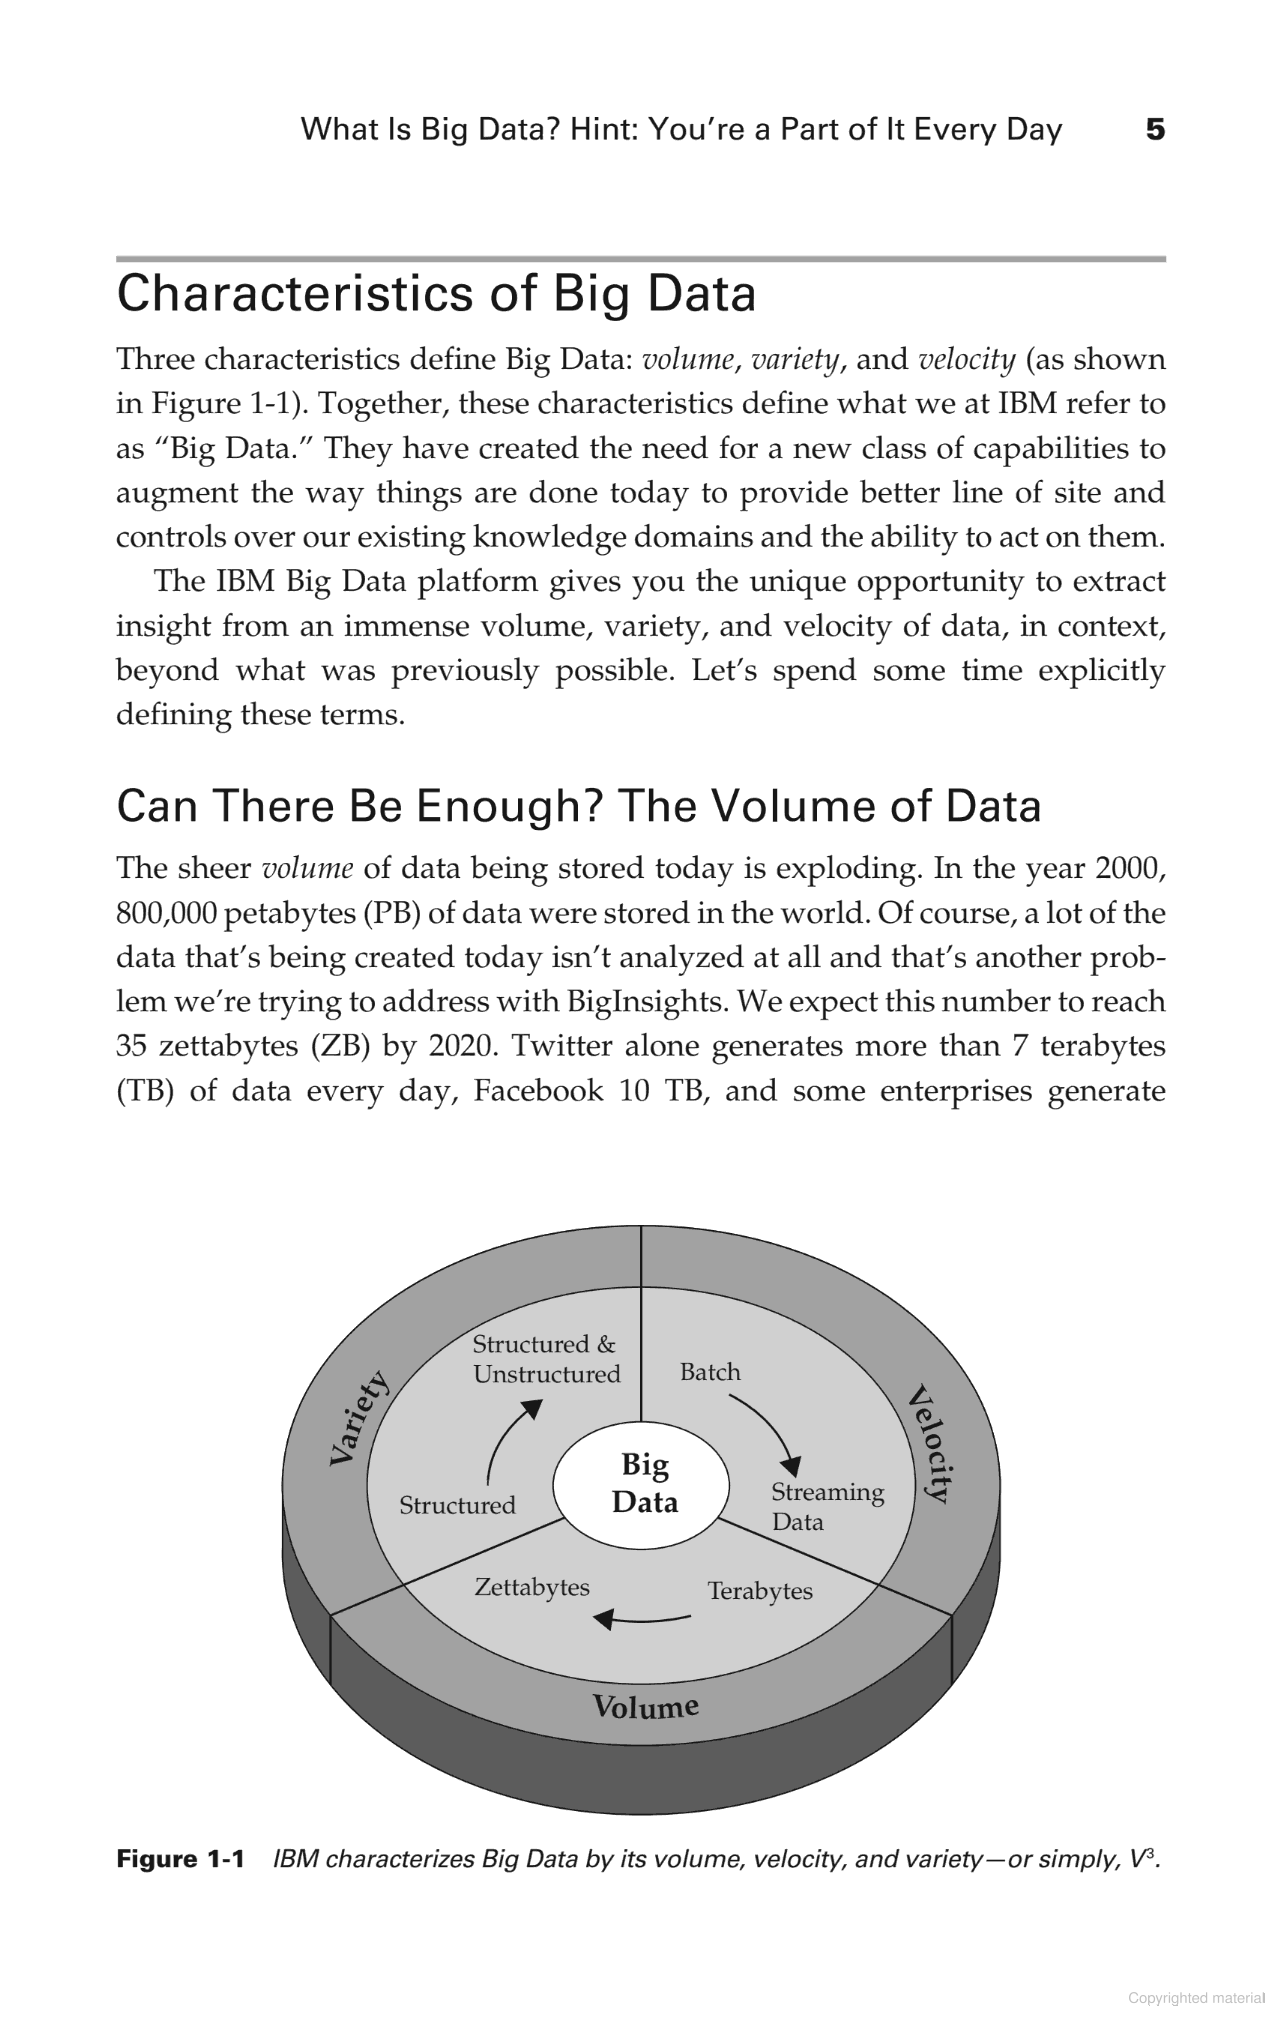 What Is Big Data? Hint: You're a Part of It Every Day 5
Characteristics of Big Data
Three characteristics define Big Data: volume, variety, and velocity (as shown
in Figure 1-1). Together, these characteristics define what we at IBM refer to
as “Big Data.” They have created the need for a new class of capabilities to
augment the way things are done today to provide better line of site and
controls over our existing knowledge domains and the ability to act on them.
The IBM Big Data platform gives you the unique opportunity to extract
insight from an immense volume, variety, and velocity of data, in context,
beyond what was previously possible. Let’s spend some time explicitly
defining these terms.
Can There Be Enough? The Volume of Data
The sheer volume of data being stored today is exploding. In the year 2000,
800,000 petabytes (PB) of data were stored in the world. Of course, a lot of the
data that’s being created today isn’t analyzed at all and that’s another prob-
lem we’re trying to address with BigInsights. We expect this number to reach
35 zettabytes (ZB) by 2020. Twitter alone generates more than 7 terabytes
(TB) of data every day, Facebook 10 TB, and some enterprises generate
Structured &
Unstructured
Batch
Variety
Velocity
Big
Data
Structured
Streaming
Data
Zettabytes
Terabytes
Volume
Figure 1-1 IBM characterizes Big Data by its volume, velocity, and variety—or simply, V³.
Copyrighted material